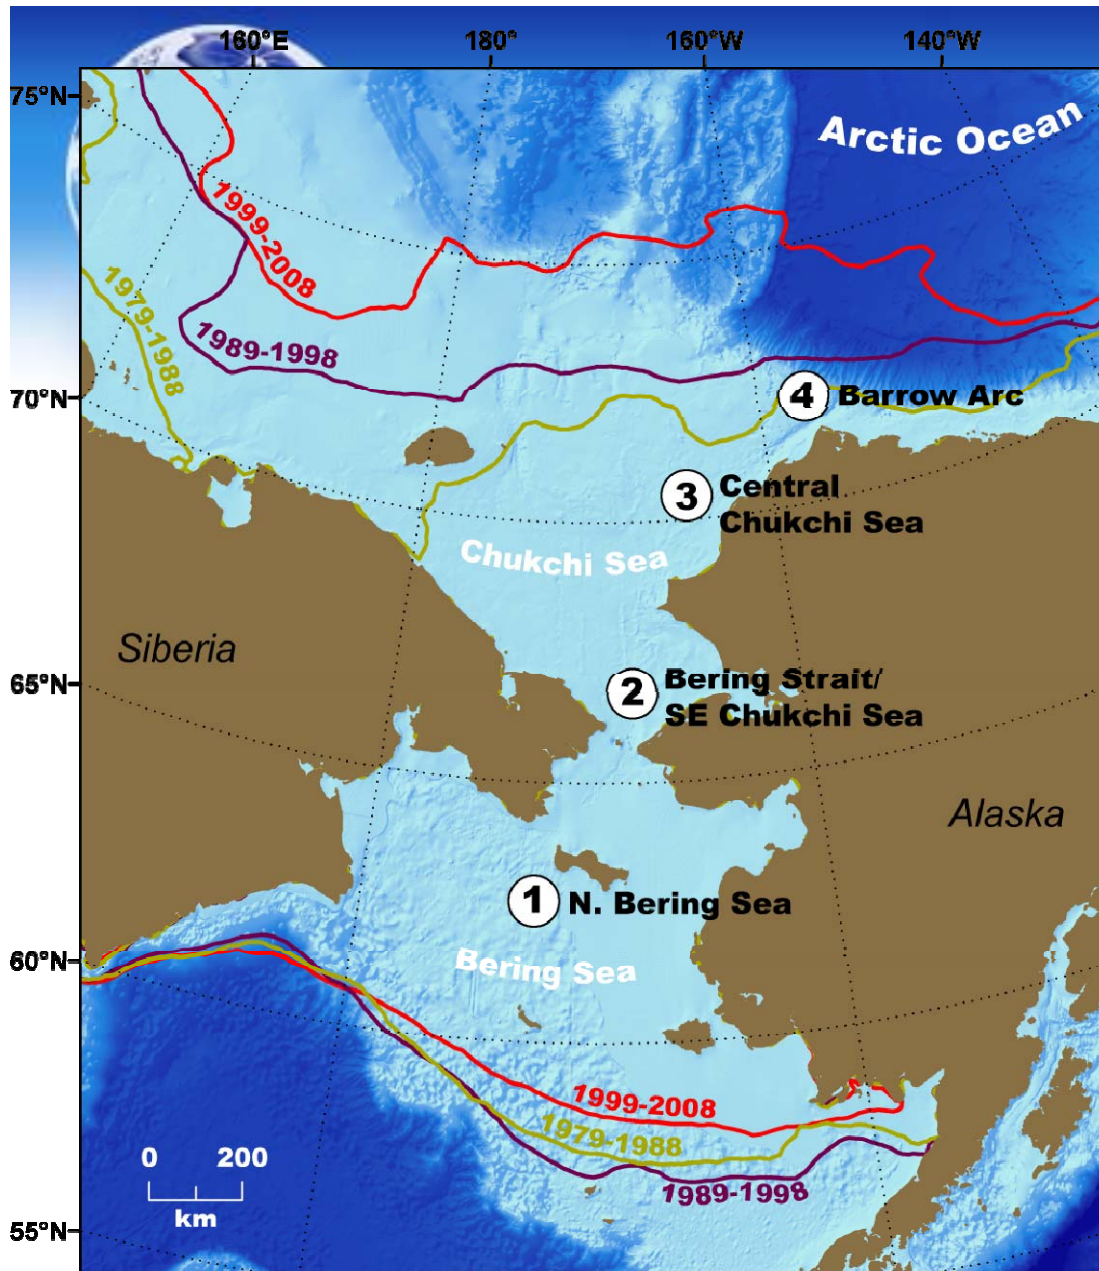 160°E 180° 160°W 140°W
75°N
Arctic Ocean
1999-2008
1979-1988
1989-1998
70°N
4 Barrow Arc
3 Central
Chukchi Sea
Chukchi Sea
Siberia
65°N
2 Bering Strait/
SE Chukchi Sea
Alaska
1 N. Bering Sea
60°N
Bering Sea
1999-2008
1979-1988
1989-1998
0 200
km
55°N